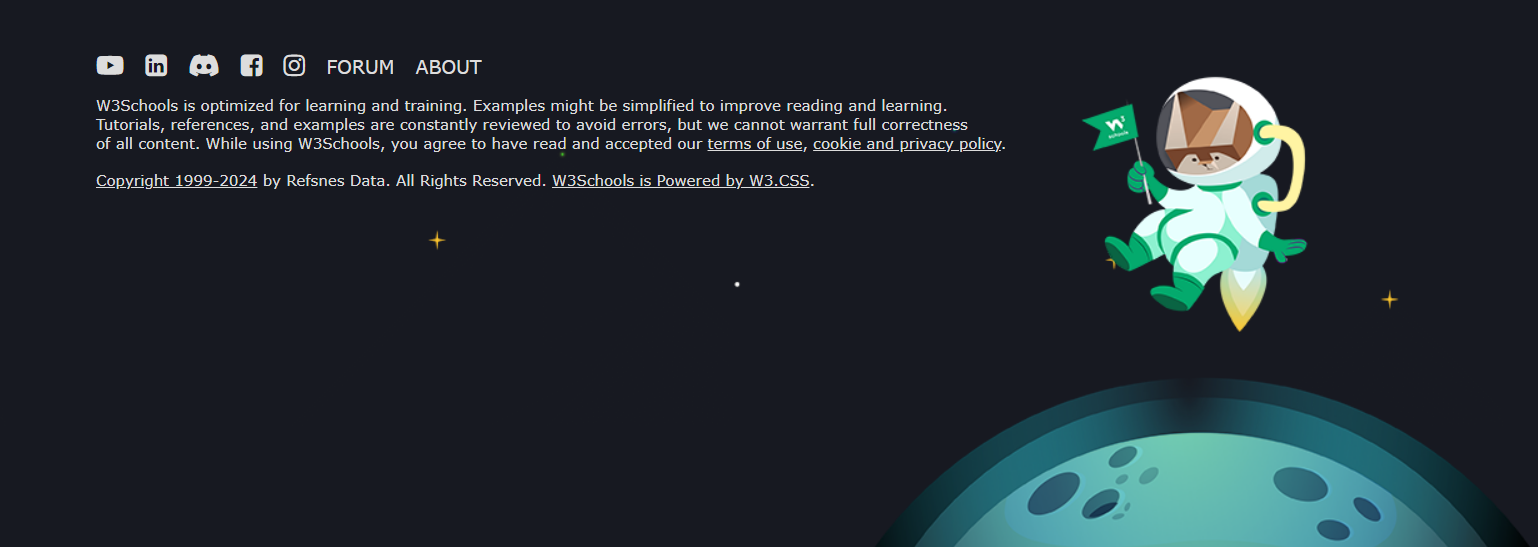 FORUM ABOUT
W3Schools is optimized for learning and training. Examples might be simplified to improve reading and learning.
Tutorials, references, and examples are constantly reviewed to avoid errors, but we cannot warrant full correctness
of all content. While using W3Schools, you agree to have read and accepted our terms of use, cookie and privacy policy.
Copyright 1999-2024 by Refsnes Data. All Rights Reserved. W3Schools is Powered by W3.CSS.
W3
schools